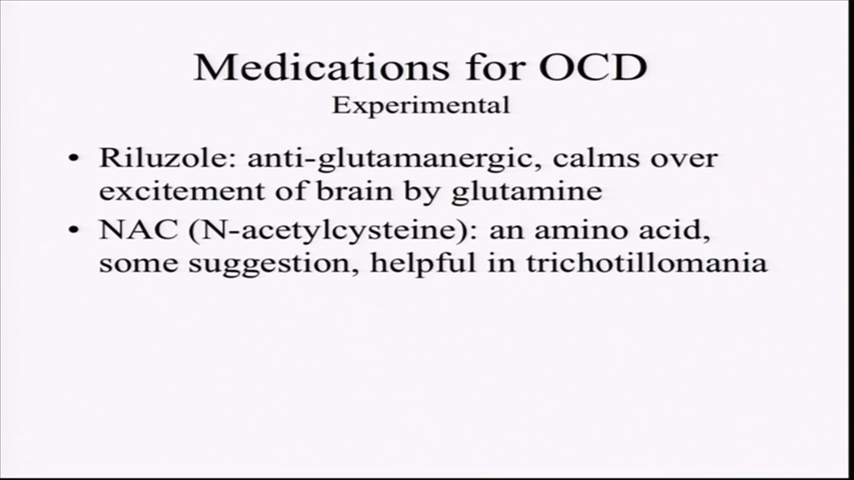 Medications for OCD
Experimental
• Riluzole: anti-glutamanergic, calms over
excitement of brain by glutamine
• NAC (N-acetylcysteine): an amino acid,
some suggestion, helpful in trichotillomania